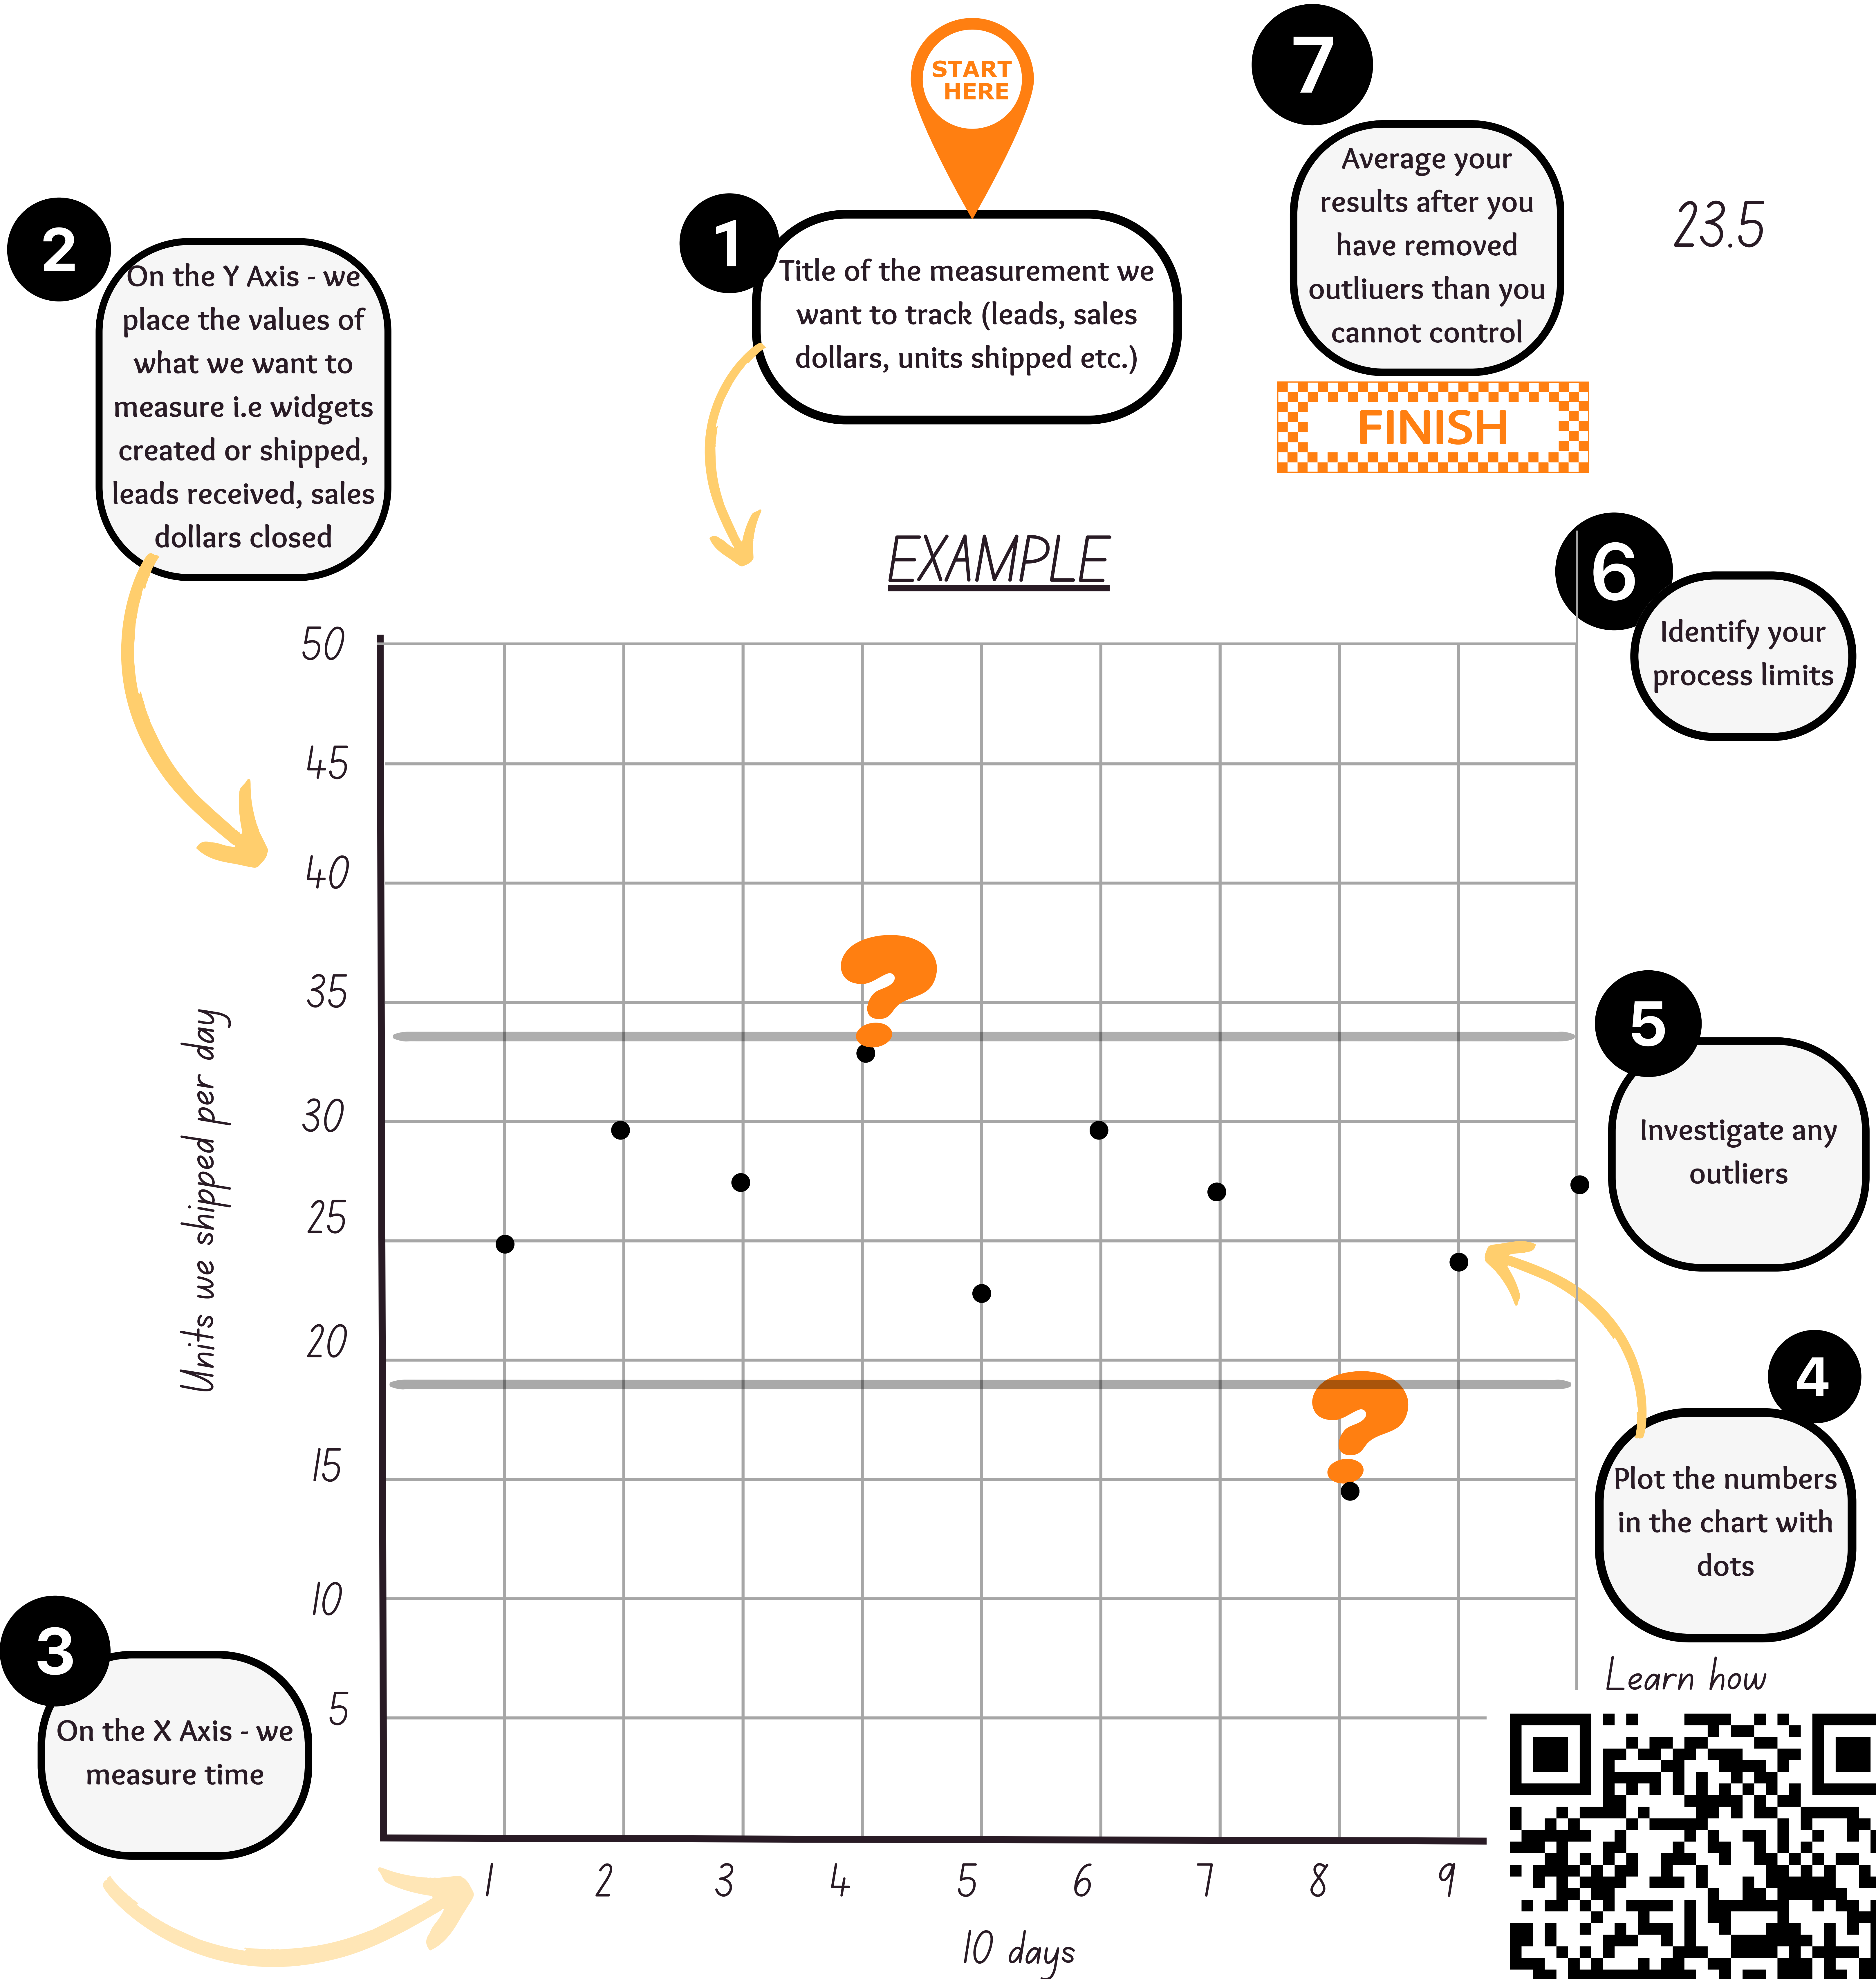 START
HERE
7
Average your
results after you
have removed
outliuers than you
cannot control
23.5
FINISH
2
On the Y Axis - we
place the values of
what we want to
measure i.e widgets
created or shipped,
leads received, sales
dollars closed
1
Title of the measurement we
want to track (leads, sales
dollars, units shipped etc.)
EXAMPLE
6
Identify your
process limits
50
45
40
35
30
25
20
15
10
5
Units we shipped per day
?
?
5
Investigate any
outliers
4
Plot the numbers
in the chart with
dots
Learn how
3
On the X Axis - we
measure time
1 2 3 4 5 6 7 8 9
10 days